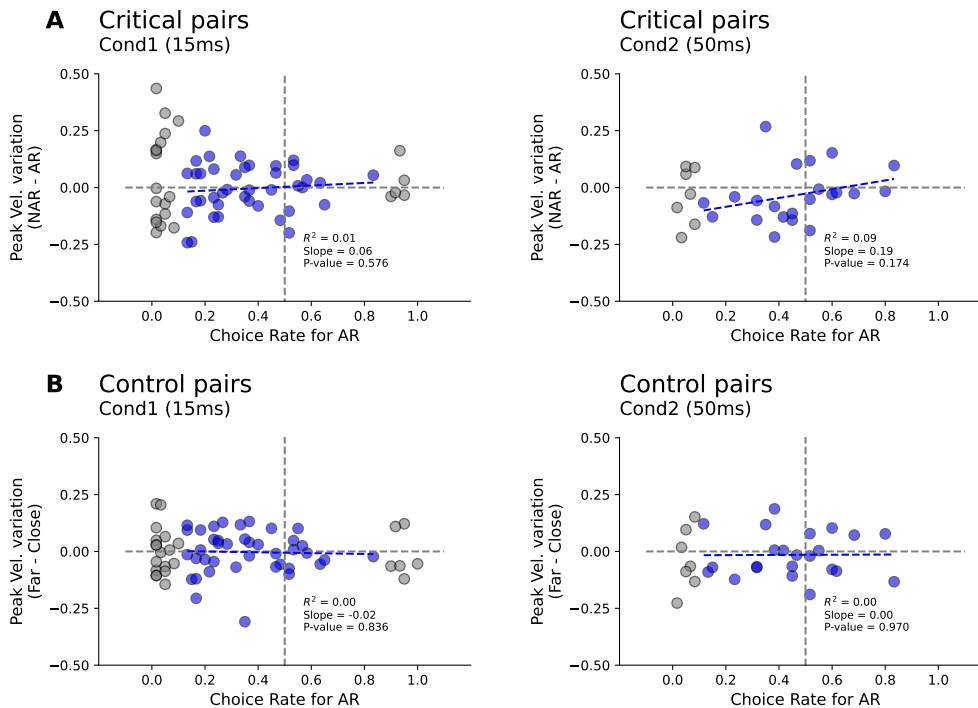 A
Critical pairs
Cond1 (15ms)
Peak Vel. variation
(NAR - AR)
0.50
0.25
0.00
−0.25
−0.50
R² = 0.01
Slope = 0.06
P-value = 0.576
0.0 0.2 0.4 0.6 0.8 1.0
Choice Rate for AR
Critical pairs
Cond2 (50ms)
Peak Vel. variation
(NAR - AR)
0.50
0.25
0.00
−0.25
−0.50
R² = 0.09
Slope = 0.19
P-value = 0.174
0.0 0.2 0.4 0.6 0.8 1.0
Choice Rate for AR
B
Control pairs
Cond1 (15ms)
Peak Vel. variation
(Far - Close)
0.50
0.25
0.00
−0.25
−0.50
R² = 0.00
Slope = -0.02
P-value = 0.836
0.0 0.2 0.4 0.6 0.8 1.0
Choice Rate for AR
Control pairs
Cond2 (50ms)
Peak Vel. variation
(Far - Close)
0.50
0.25
0.00
−0.25
−0.50
R² = 0.00
Slope = 0.00
P-value = 0.970
0.0 0.2 0.4 0.6 0.8 1.0
Choice Rate for AR